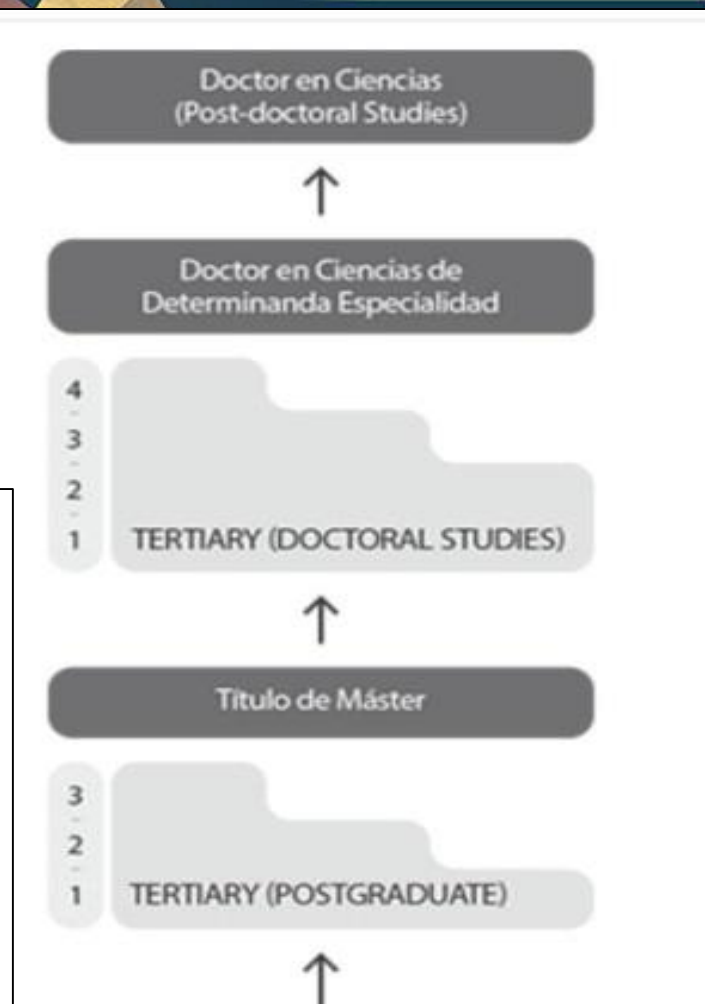 Doctor en Ciencias
(Post-doctoral Studies)
↑
Doctor en Ciencias de
Determinanda Especialidad
4
-
3
-
2
-
1
TERTIARY (DOCTORAL STUDIES)
↑
Título de Máster
3
-
2
-
1
TERTIARY (POSTGRADUATE)
↑